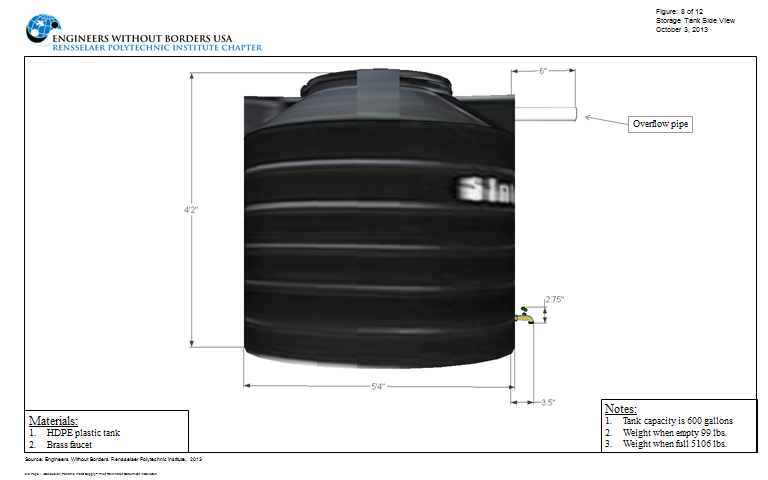 Figure: 8 of 12
Storage Tank Side View
October 3, 2013
ENGINEERS WITHOUT BORDERS USA
RENSSELAER POLYTECHNIC INSTITUTE CHAPTER
6"
Overflow pipe
4'2"
2.75"
5'4"
3.5"
Materials:
1. HDPE plastic tank
2. Brass faucet
Notes:
1. Tank capacity is 600 gallons
2. Weight when empty 99 lbs.
3. Weight when full 5106 lbs.
Source: Engineers Without Borders Rensselaer Polytechnic Institute, 2013